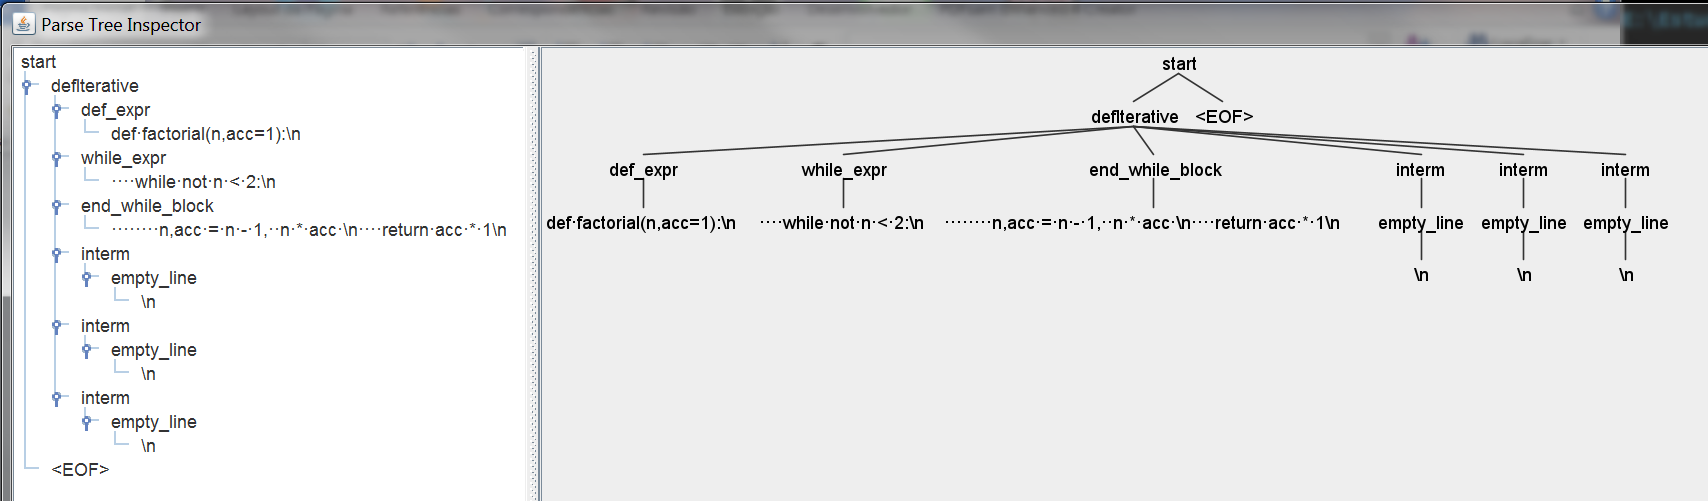 Parse Tree Inspector
start
defIterative
def_expr
def·factorial(n,acc=1):\n
while_expr
····while·not·n·<·2:\n
end_while_block
········n,acc·=·n·-·1,··n·*·acc·\n····return·acc·*·1\n
interm
empty_line
\n
interm
empty_line
\n
interm
empty_line
\n
<EOF>
start
defIterative <EOF>
def_expr while_expr end_while_block interm interm interm
def·factorial(n,acc=1):\n ····while·not·n·<·2:\n ········n,acc·=·n·-·1,··n·*·acc·\n····return·acc·*·1\n empty_line empty_line empty_line
\n \n \n